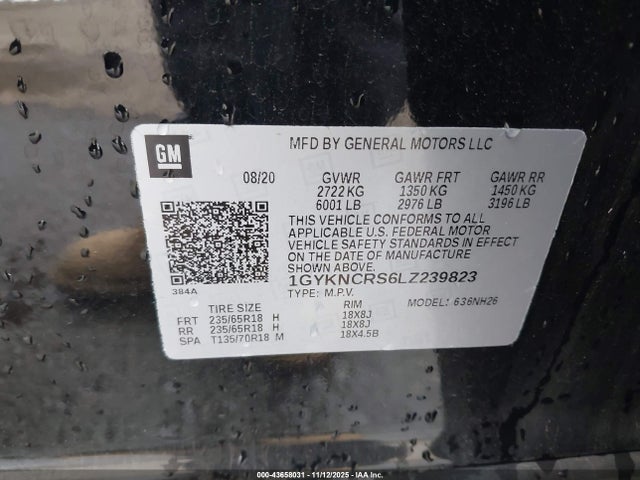 GM
MFD BY GENERAL MOTORS LLC
08/20 GVWR GAWR FRT GAWR RR
2722 KG 1350 KG 1450 KG
6001 LB 2976 LB 3196 LB
THIS VEHICLE CONFORMS TO ALL
APPLICABLE U.S. FEDERAL MOTOR
VEHICLE SAFETY STANDARDS IN EFFECT
ON THE DATE OF MANUFACTURE
SHOWN ABOVE.
384A 1GYKNCRS6LZ239823
TYPE: M.P.V. MODEL: 636NH26
TIRE SIZE RIM
FRT 235/65R18 H 18X8J
RR 235/65R18 H 18X8J
SPA T135/70R18 M 18X4.5B
000-43658031 - 11/12/2025 - IAA Inc.